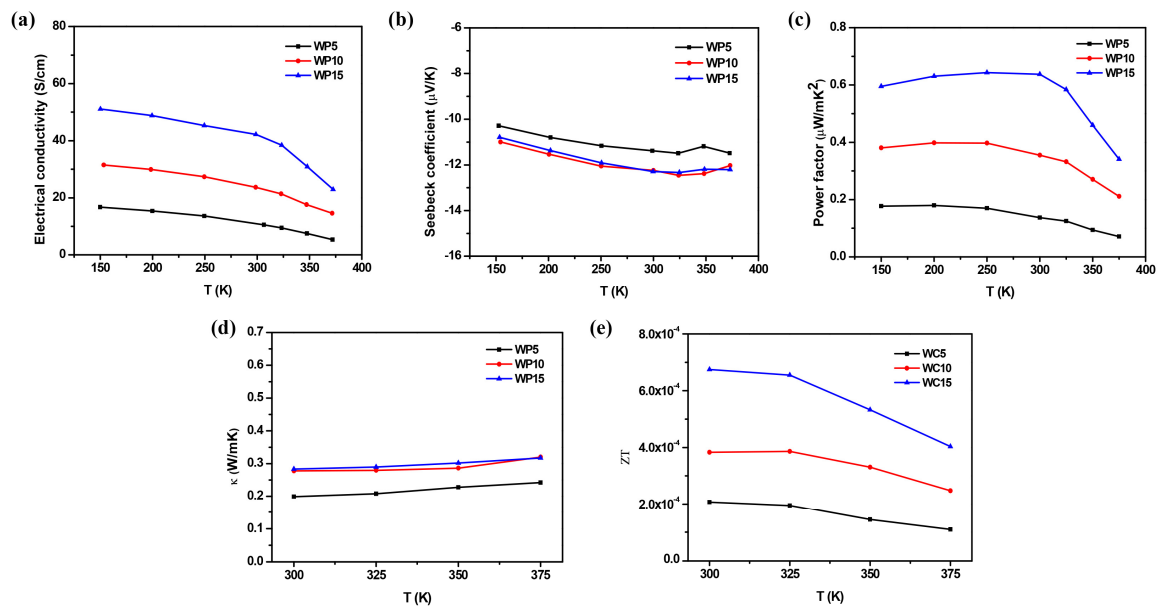 (a)
Electrical conductivity (S/cm)
80
60
40
20
0
150 200 250 300 350 400
T (K)
WP5
WP10
WP15
(b)
Seebeck coefficient (μV/K)
-6
-8
-10
-12
-14
-16
150 200 250 300 350 400
T (K)
WP5
WP10
WP15
(c)
Power factor (μW/mK2)
0.8
0.6
0.4
0.2
0.0
150 200 250 300 350 400
T (K)
WP5
WP10
WP15
(d)
κ (W/mK)
0.7
0.6
0.5
0.4
0.3
0.2
0.1
0.0
300 325 350 375
T (K)
WP5
WP10
WP15
(e)
ZT
8.0x10-4
6.0x10-4
4.0x10-4
2.0x10-4
0.0
300 325 350 375
T (K)
WC5
WC10
WC15